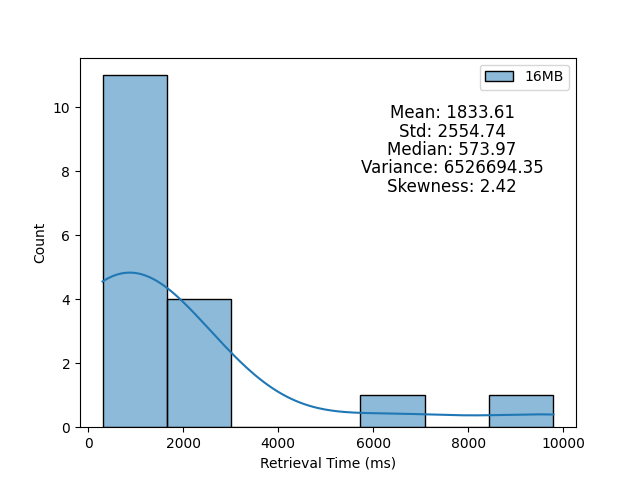 16MB
Mean: 1833.61
Std: 2554.74
Median: 573.97
Variance: 6526694.35
Skewness: 2.42
10
8
6
4
2
0
Count
0 2000 4000 6000 8000 10000
Retrieval Time (ms)